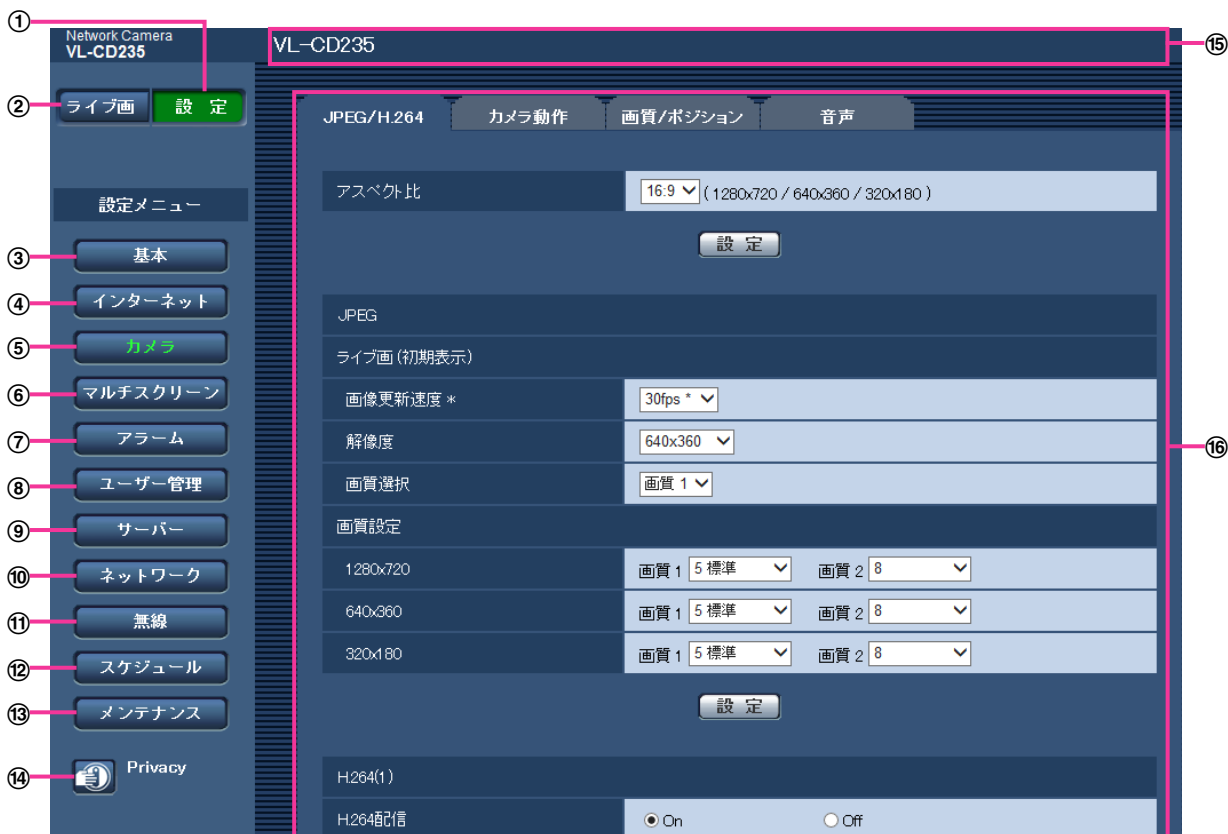 ①
Network Camera
VL-CD235
VL-CD235
⑮
② ライブ画 設 定
JPEG/H.264 カメラ動作 画質/ポジション 音声
アスペクト比 16:9 ( 1280x720 / 640x360 / 320x180 )
設定メニュー
設 定
③ 基本
④ インターネット
JPEG
⑤ カメラ
ライブ画(初期表示)
⑥ マルチスクリーン
画像更新速度 * 30fps *
⑦ アラーム
解像度 640x360
⑯
⑧ ユーザー管理
画質選択 画質 1
⑨ サーバー
画質設定
⑩ ネットワーク
1280x720 画質 1 5 標準 画質 2 8
⑪ 無線
640x360 画質 1 5 標準 画質 2 8
⑫ スケジュール
320x180 画質 1 5 標準 画質 2 8
⑬ メンテナンス
設 定
⑭ Privacy
H.264(1)
H.264配信 On Off